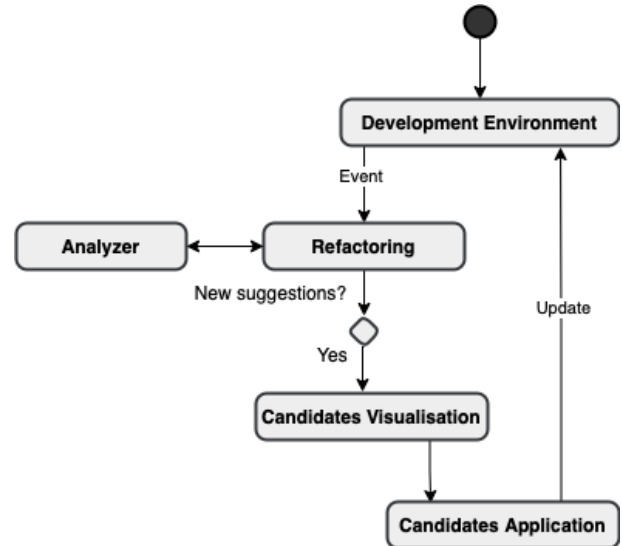 Development Environment
Event
Analyzer
Refactoring
New suggestions?
Update
Yes
Candidates Visualisation
Candidates Application